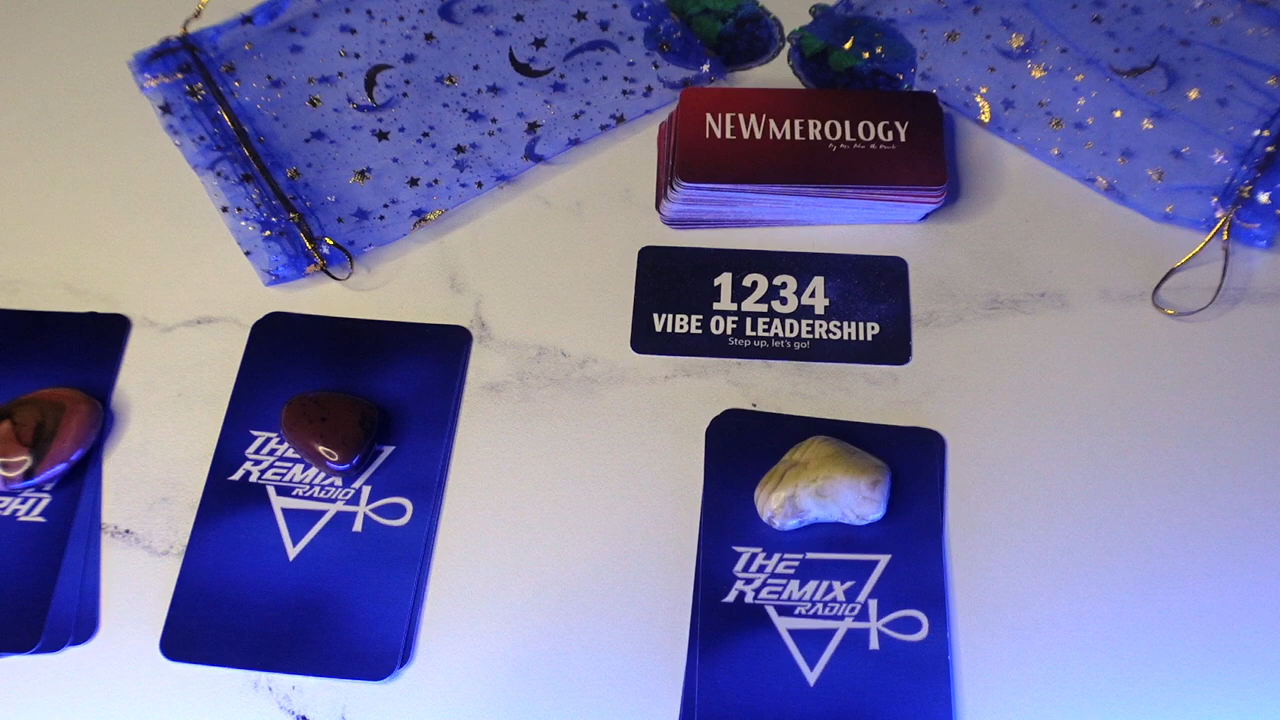 NEWMEROLOGY
1234
VIBE OF LEADERSHIP
Step up, let's go!
THE
REMIX
RADIO
THE
REMIX
RADIO